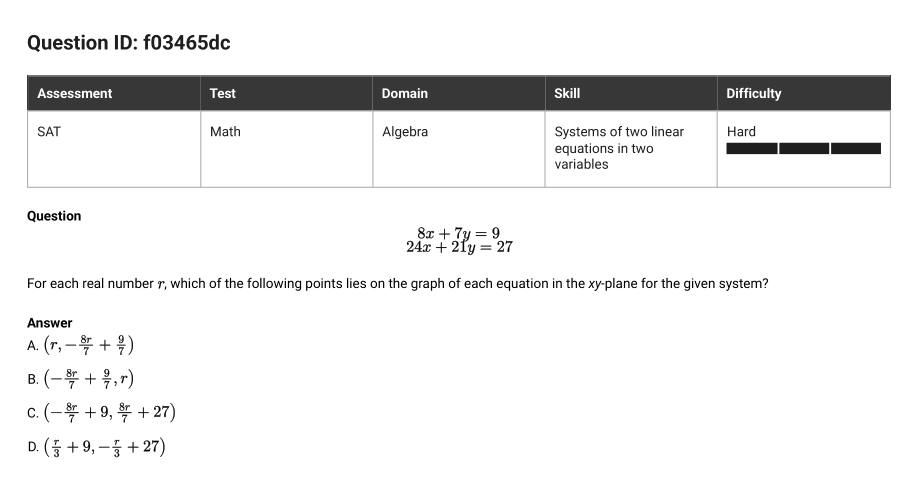 Question ID: f03465dc
Assessment Test Domain Skill Difficulty
SAT Math Algebra Systems of two linear Hard
equations in two
variables
Question
8x + 7y = 9
24x + 21y = 27
For each real number r, which of the following points lies on the graph of each equation in the xy-plane for the given system?
Answer
A. (r, −8r/7 + 9/7)
B. (−8r/7 + 9/7, r)
C. (−8r/7 + 9, 8r/7 + 27)
D. (r/3 + 9, −r/3 + 27)